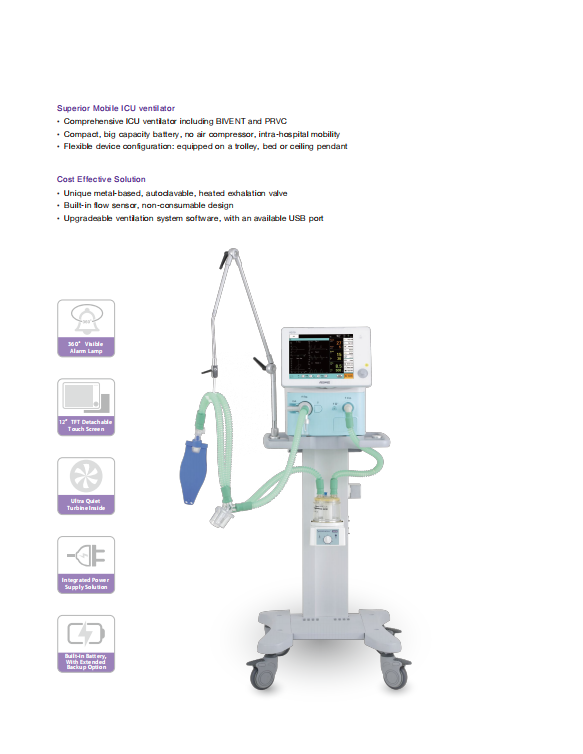 Superior Mobile ICU ventilator
• Comprehensive ICU ventilator including BIVENT and PRVC
• Compact, big capacity battery, no air compressor, intra-hospital mobility
• Flexible device configuration: equipped on a trolley, bed or ceiling pendant
Cost Effective Solution
• Unique metal-based, autoclavable, heated exhalation valve
• Built-in flow sensor, non-consumable design
• Upgradeable ventilation system software, with an available USB port
360° Visible
Alarm Lamp
12" TFT Detachable
Touch Screen
Ultra Quiet
Turbine Inside
Integrated Power
Supply Solution
Built-in Battery,
With Extended
Backup Option